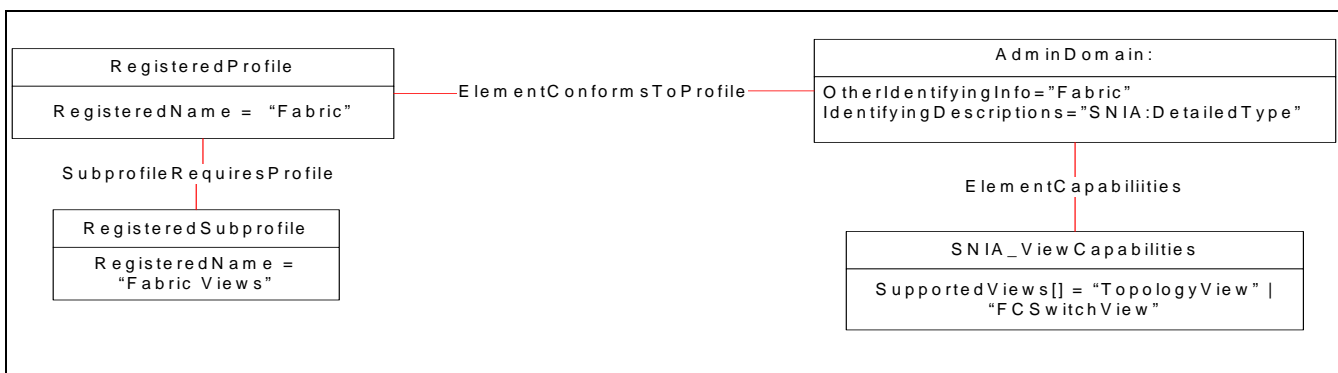 RegisteredProfile
RegisteredName = “Fabric”
ElementConformsToProfile
AdminDomain:
OtherIdentifyingInfo=”Fabric”
IdentifyingDescriptions=”SNIA:DetailedType”
SubprofileRequiresProfile
ElementCapabiliities
RegisteredSubprofile
RegisteredName =
“Fabric Views”
SNIA_ViewCapabilities
SupportedViews[] = “TopologyView” |
“FCSwitchView”